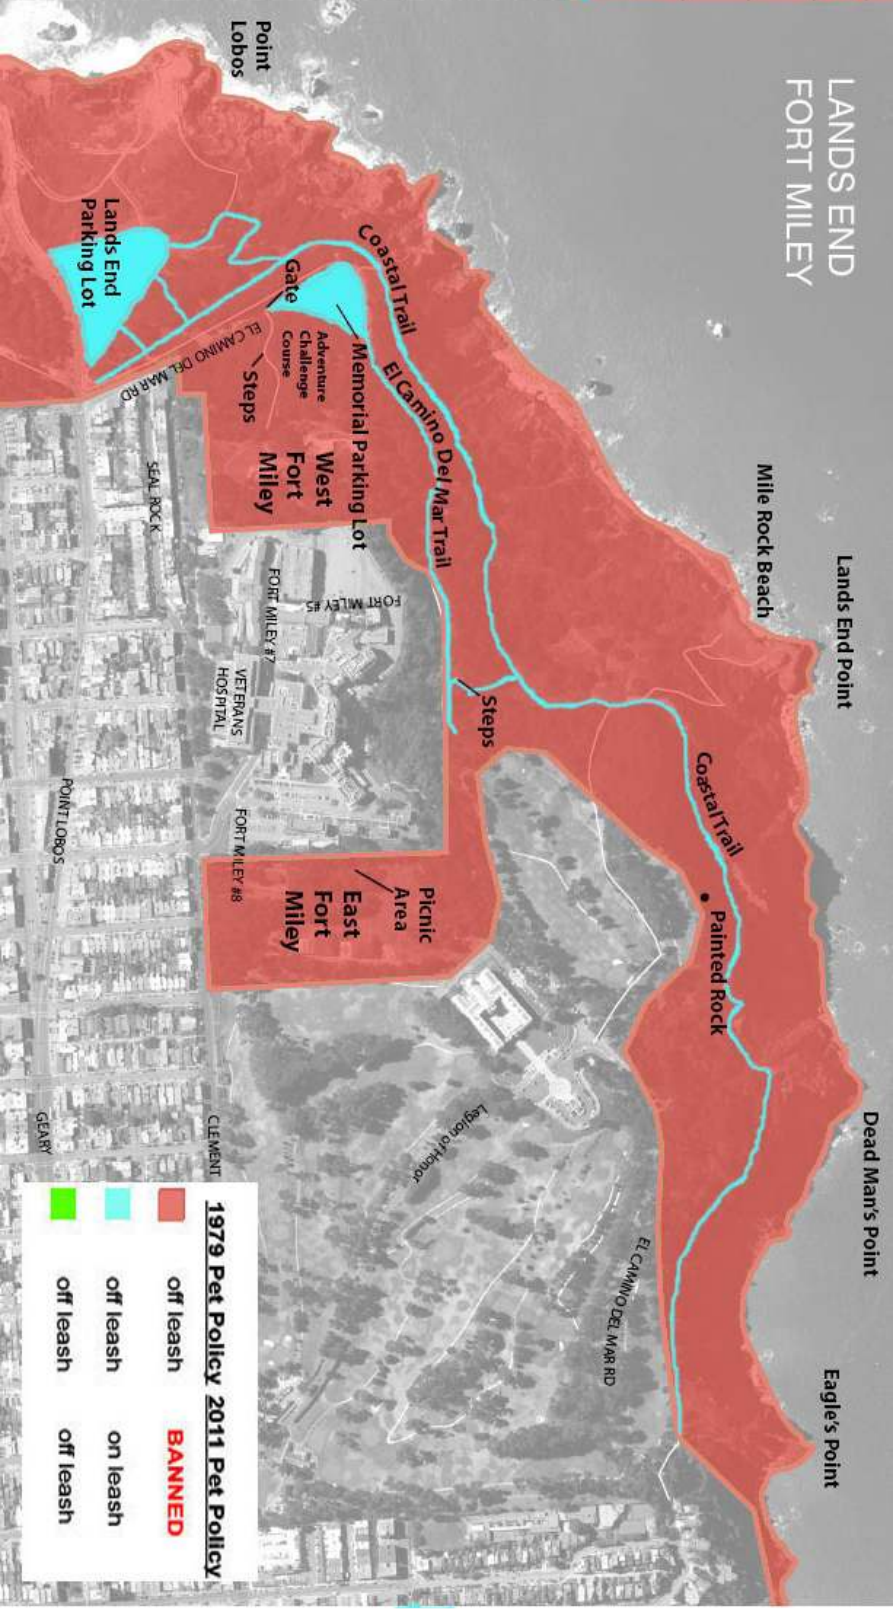 LANDS END
FORT MILEY
Point
Lobos
Lands End
Parking Lot
Gate
Coastal Trail
El Camino Del Mar Trail
Memorial Parking Lot
Adventure
Challenge
Course
EL CAMINO DEL MAR RD
Steps
West
Fort
Miley
SEAL ROCK
Mile Rock Beach
Lands End Point
FORT MILEY #5
FORT MILEY #7
VETERANS
HOSPITAL
Steps
Coastal Trail
POINT LOBOS
FORT MILEY #8
Picnic
Area
East
Fort
Miley
Painted Rock
Dead Man's Point
Legion of Honor
CLEMENT
GEARY
EL CAMINO DEL MAR RD
Eagle's Point
1979 Pet Policy 2011 Pet Policy
off leash BANNED
off leash on leash
off leash off leash